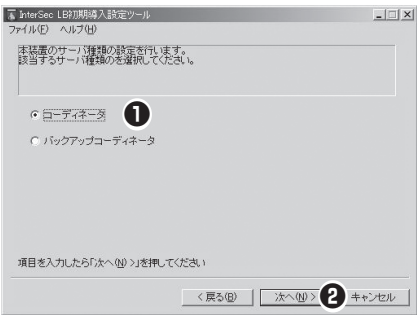 InterSec LB初期導入設定ツール
ファイル(F) ヘルプ(H)
本装置のサーバ種類の設定を行います。
該当するサーバ種類のを選択してください。
コーディネータ ❶
バックアップコーディネータ
項目を入力したら「次へ(N) >」を押してください
< 戻る(B) 次へ(N) > ❷ キャンセル